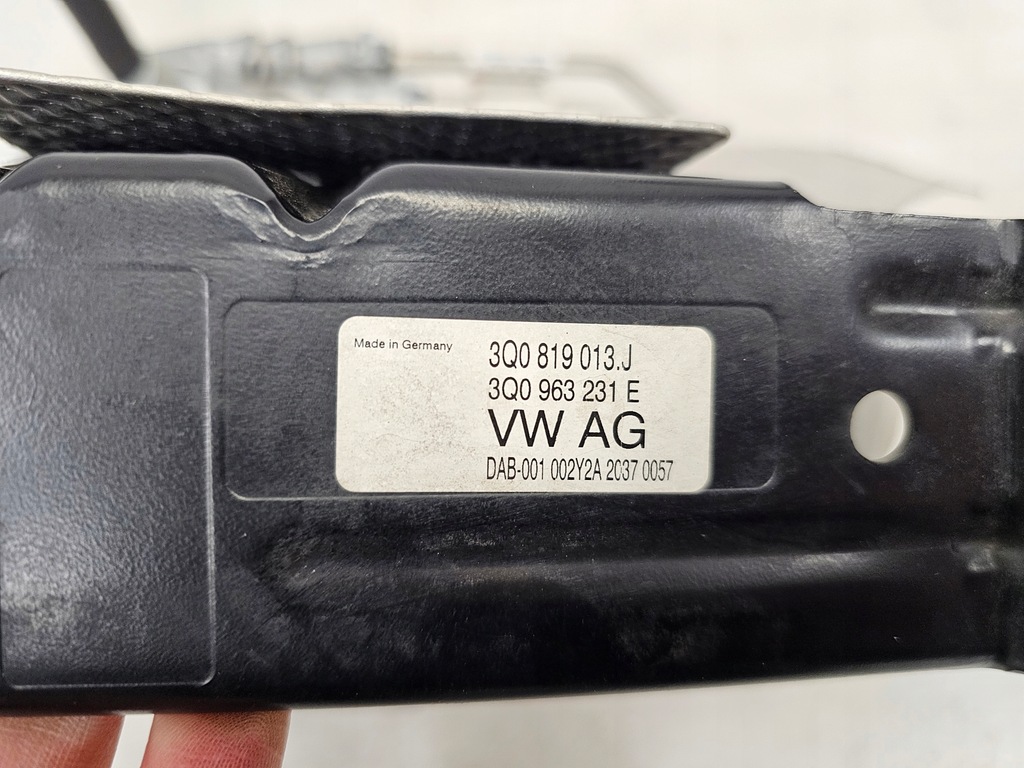 Made in Germany
3Q0 819 013.J
3Q0 963 231 E
VW AG
DAB-001 002Y2A 2037 0057